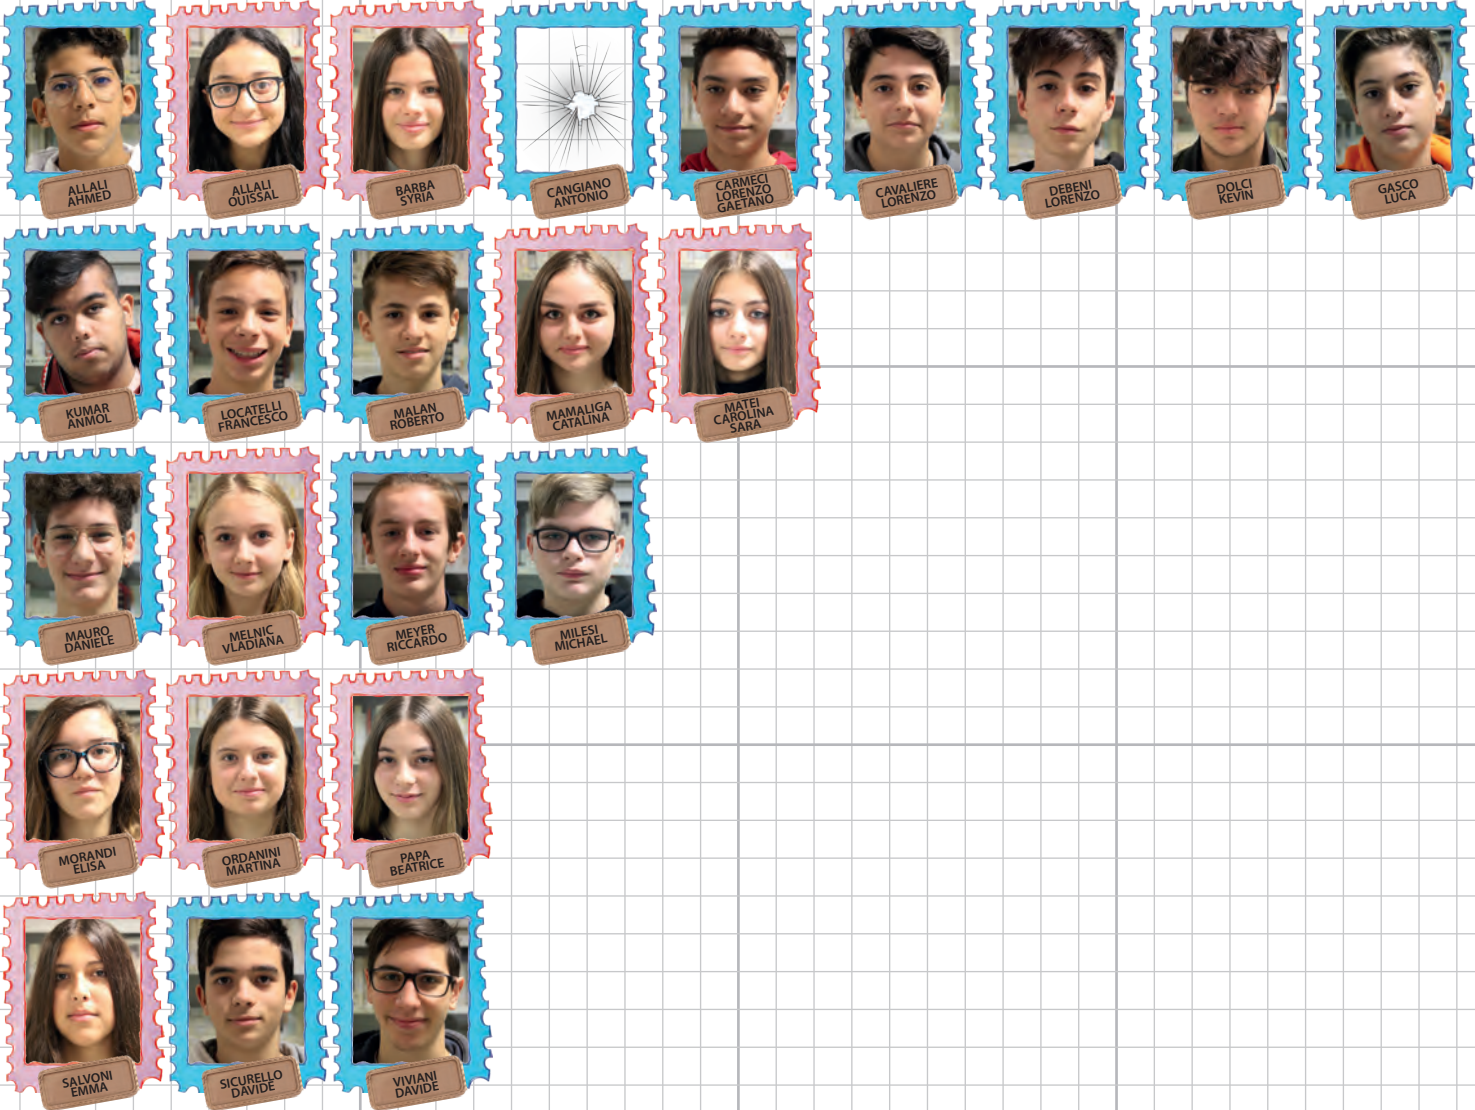 ALLALI
AHMED
ALLALI
OUISSAL
BARBA
SYRIA
CANGIANO
ANTONIO
CARMECI
LORENZO
GAETANO
CAVALIERE
LORENZO
DEBENI
LORENZO
DOLCI
KEVIN
GASCO
LUCA
KUMAR
ANMOL
LOCATELLI
FRANCESCO
MALAN
ROBERTO
MAMALIGA
CATALINA
MATEI
CAROLINA
SARA
MAURO
DANIELE
MELNIC
VLADIANA
MEYER
RICCARDO
MILESI
MICHAEL
MORANDI
ELISA
ORDANINI
MARTINA
PAPA
BEATRICE
SALVONI
EMMA
SICURELLO
DAVIDE
VIVIANI
DAVIDE